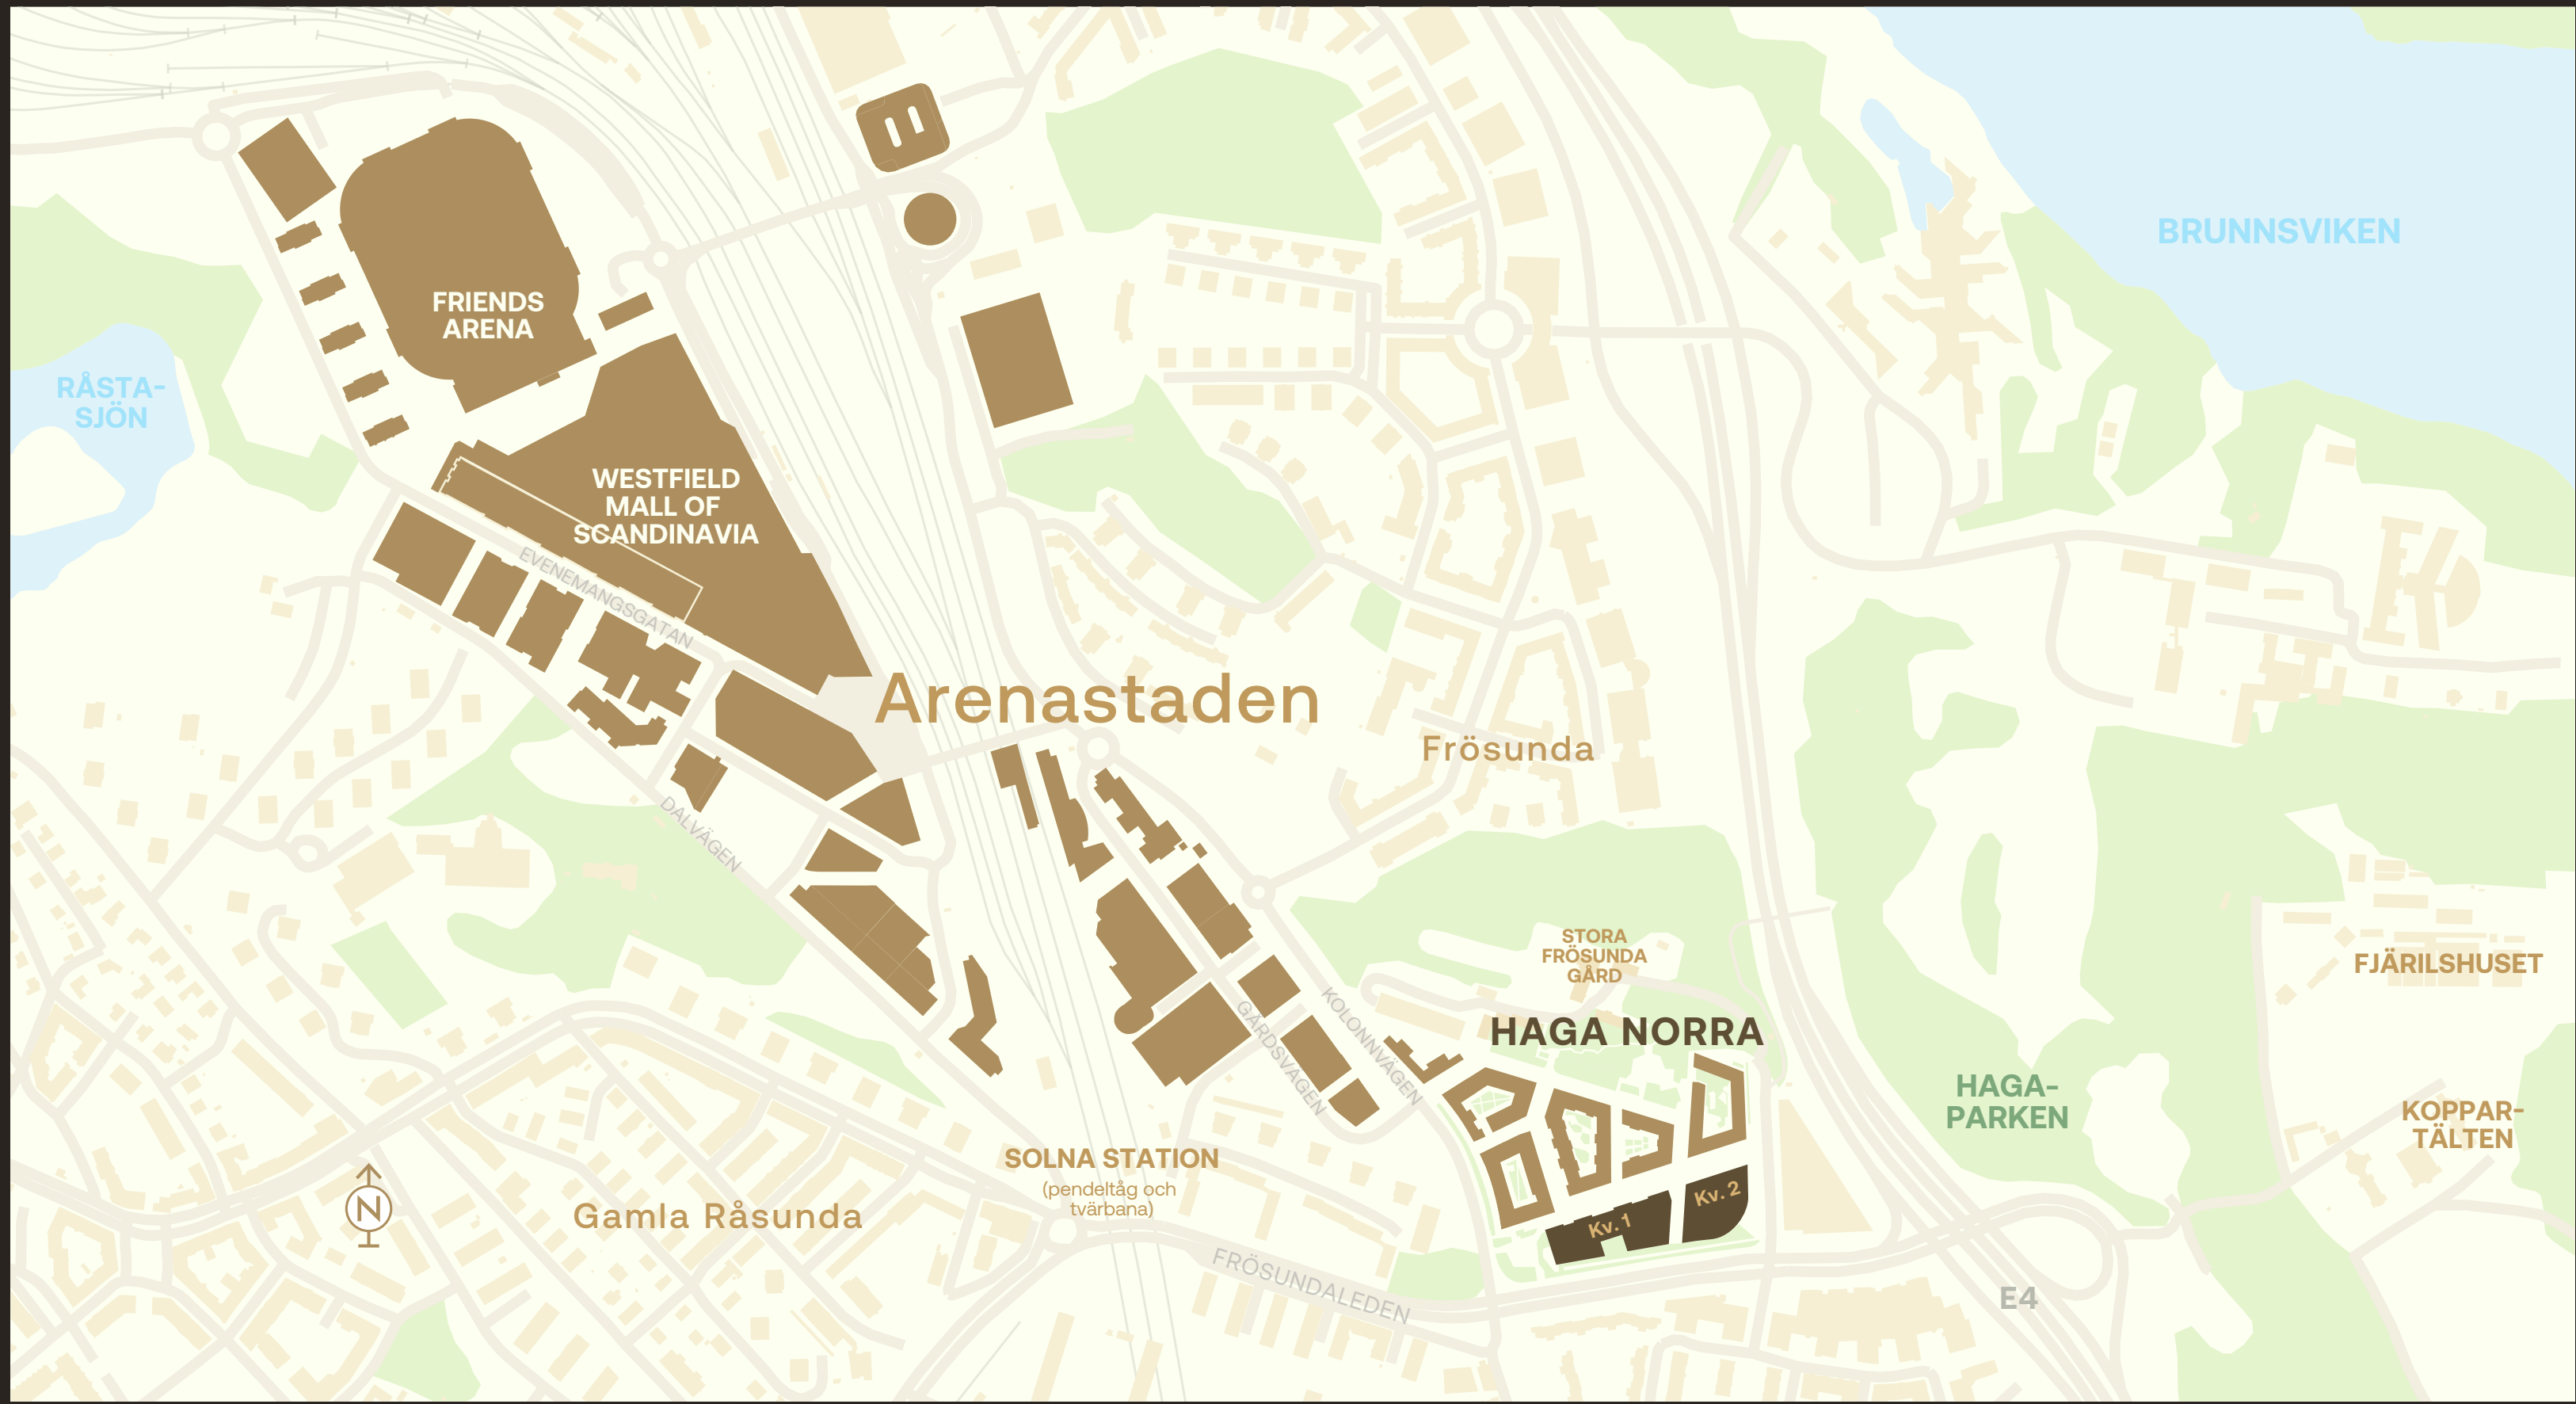 BRUNNSVIKEN
FRIENDS
ARENA
RÅSTA-
SJÖN
WESTFIELD
MALL OF
SCANDINAVIA
EVENEMANGSGATAN
Arenastaden
Frösunda
DALVÄGEN
STORA
FRÖSUNDA
GÅRD
FJÄRILSHUSET
GÅRDSVÄGEN
KOLONNVÄGEN
HAGA NORRA
HAGA-
PARKEN
KOPPAR-
TÄLTEN
SOLNA STATION
(pendeltåg och
tvärbana)
N
Gamla Råsunda
Kv. 1
Kv. 2
FRÖSUNDALEDEN
E4